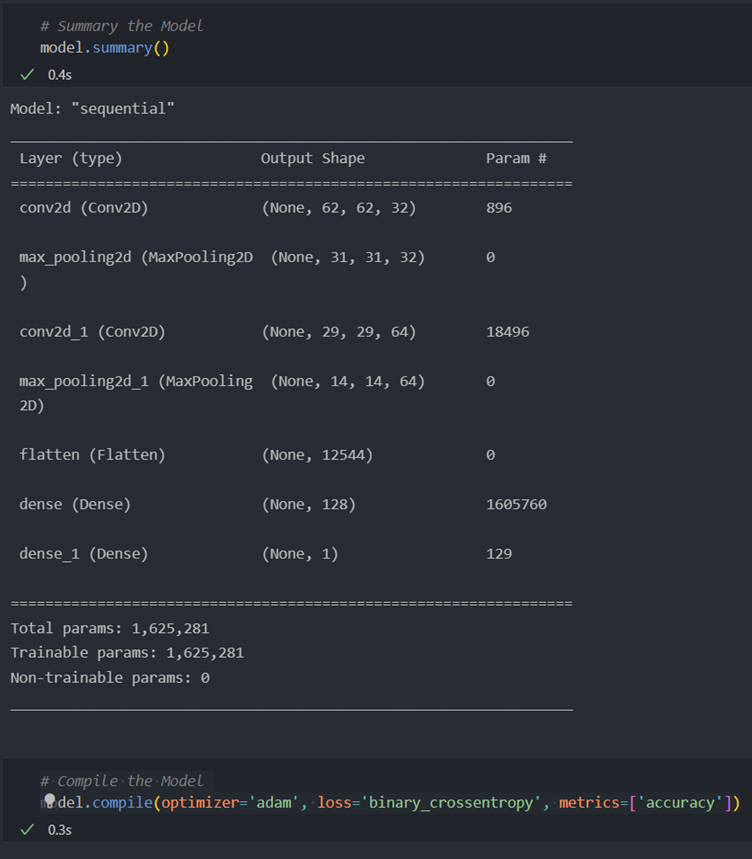 # Summary the Model
model.summary()
0.4s
Model: "sequential"
_________________________________________________________________
Layer (type) Output Shape Param #
=================================================================
conv2d (Conv2D) (None, 62, 62, 32) 896
max_pooling2d (MaxPooling2D (None, 31, 31, 32) 0
)
conv2d_1 (Conv2D) (None, 29, 29, 64) 18496
max_pooling2d_1 (MaxPooling (None, 14, 14, 64) 0
2D)
flatten (Flatten) (None, 12544) 0
dense (Dense) (None, 128) 1605760
dense_1 (Dense) (None, 1) 129
=================================================================
Total params: 1,625,281
Trainable params: 1,625,281
Non-trainable params: 0
_________________________________________________________________
# Compile the Model
model.compile(optimizer='adam', loss='binary_crossentropy', metrics=['accuracy'])
0.3s